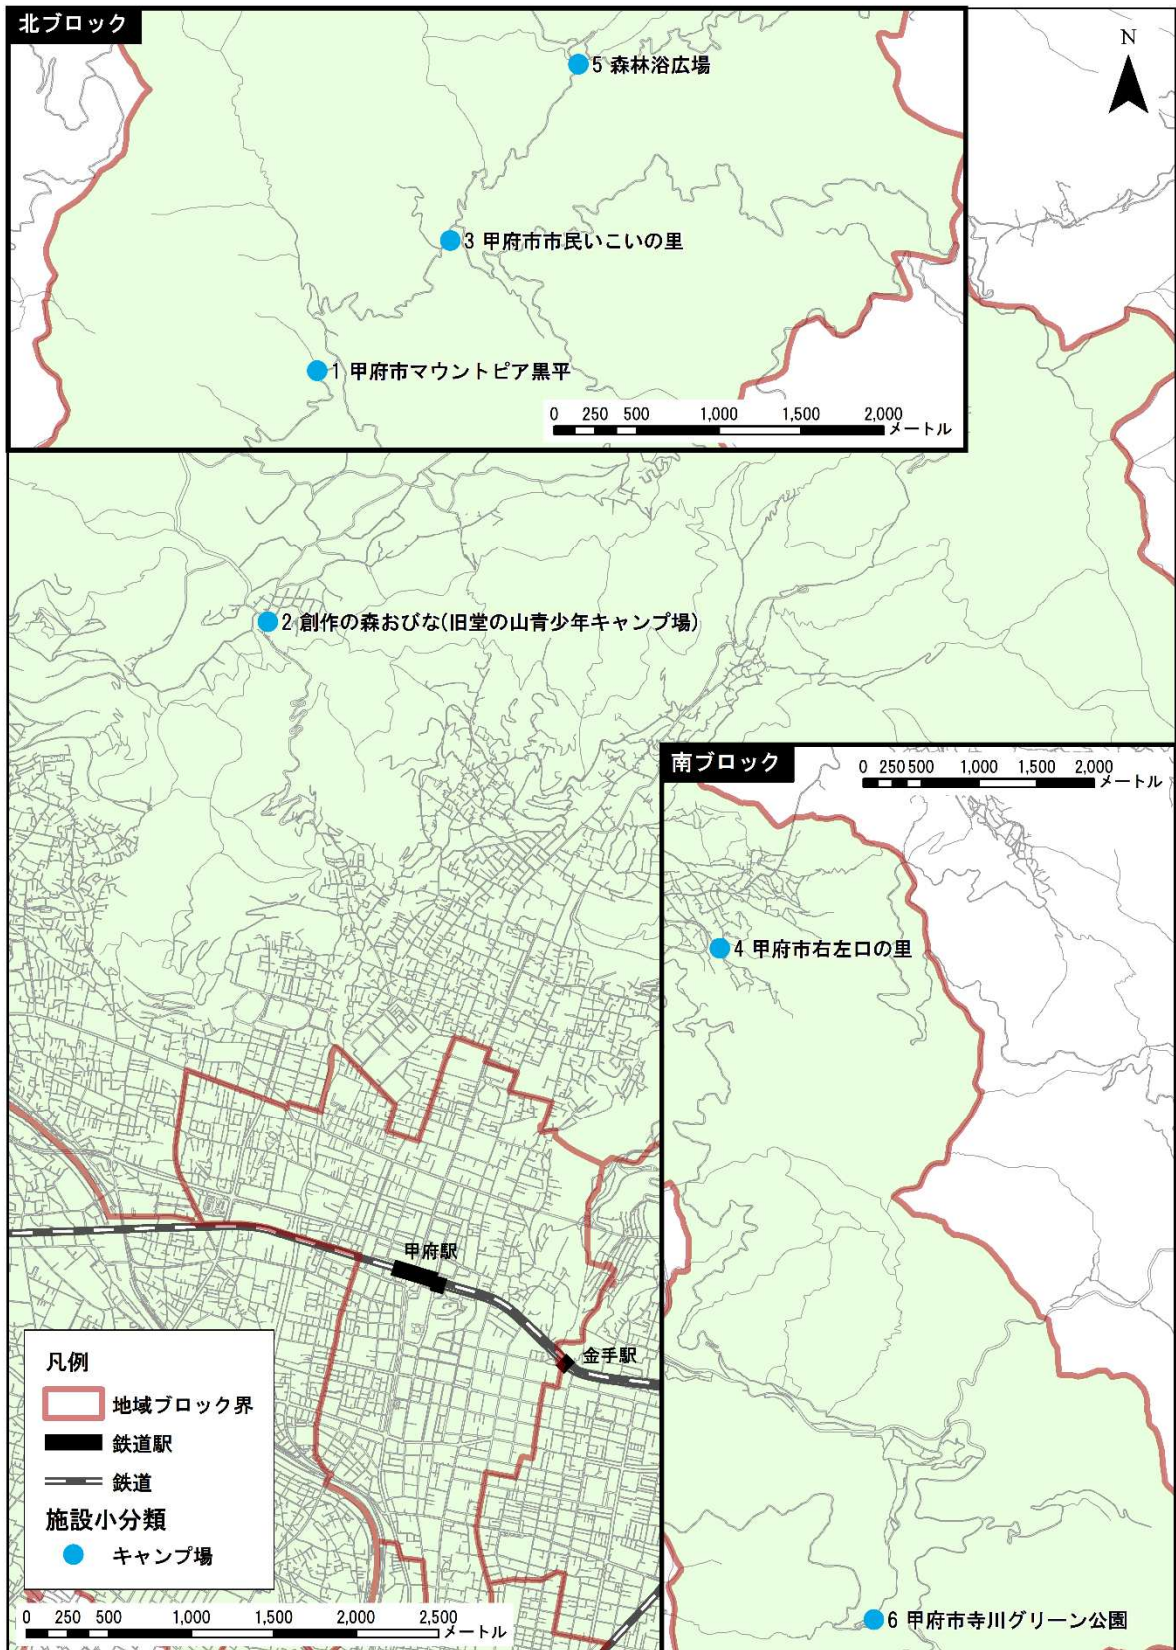 北ブロック
N
5 森林浴広場
3 甲府市市民いこいの里
1 甲府市マウントピア黒平
0 250 500 1,000 1,500 2,000
メートル
2 創作の森おびな(旧堂の山青少年キャンプ場)
南ブロック
0 250 500 1,000 1,500 2,000
メートル
4 甲府市右左口の里
甲府駅
金手駅
凡例
地域ブロック界
鉄道駅
鉄道
施設小分類
キャンプ場
0 250 500 1,000 1,500 2,000 2,500
メートル
6 甲府市寺川グリーン公園